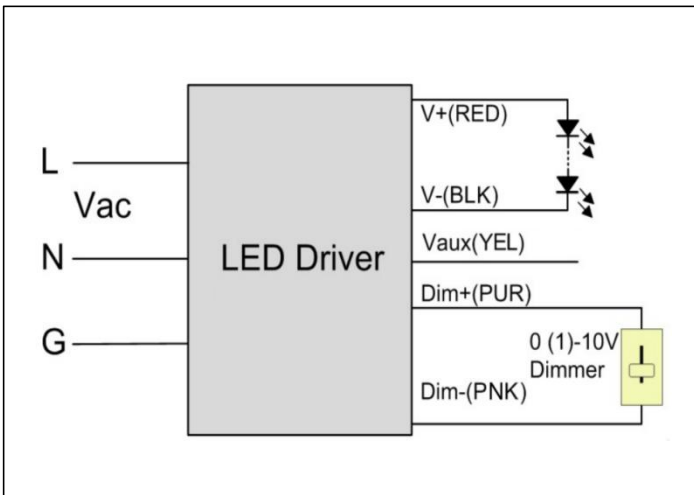 L
Vac
N
G
LED Driver
V+(RED)
V-(BLK)
Vaux(YEL)
Dim+(PUR)
0 (1)-10V
Dimmer
Dim-(PNK)